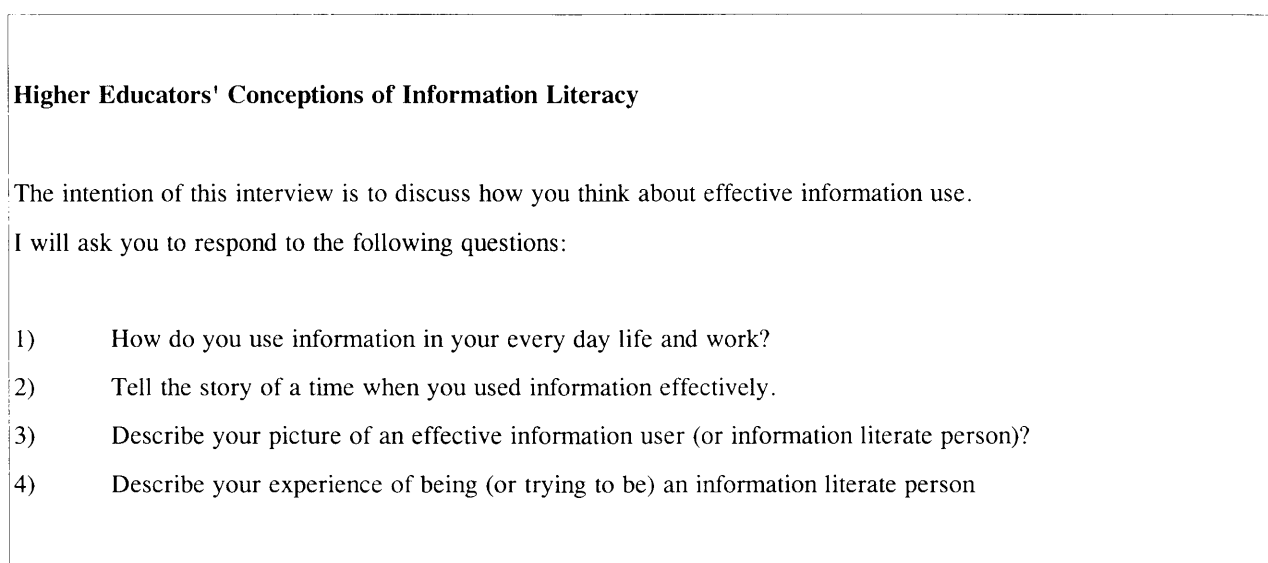 Higher Educators' Conceptions of Information Literacy
The intention of this interview is to discuss how you think about effective information use.
I will ask you to respond to the following questions:
1) How do you use information in your every day life and work?
2) Tell the story of a time when you used information effectively.
3) Describe your picture of an effective information user (or information literate person)?
4) Describe your experience of being (or trying to be) an information literate person